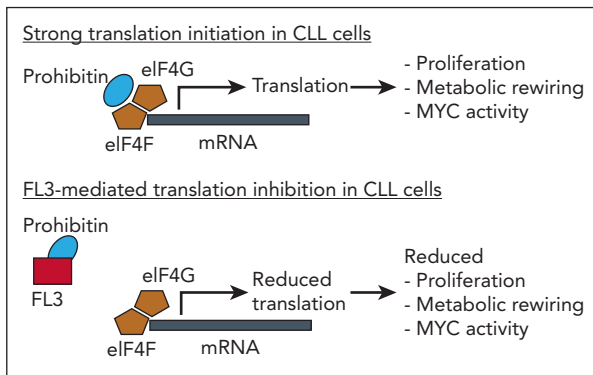 Strong translation initiation in CLL cells
Prohibitin
eIF4G
Translation
- Proliferation
- Metabolic rewiring
- MYC activity
eIF4F
mRNA
FL3-mediated translation inhibition in CLL cells
Prohibitin
FL3
eIF4G
Reduced
translation
Reduced
- Proliferation
- Metabolic rewiring
- MYC activity
eIF4F
mRNA